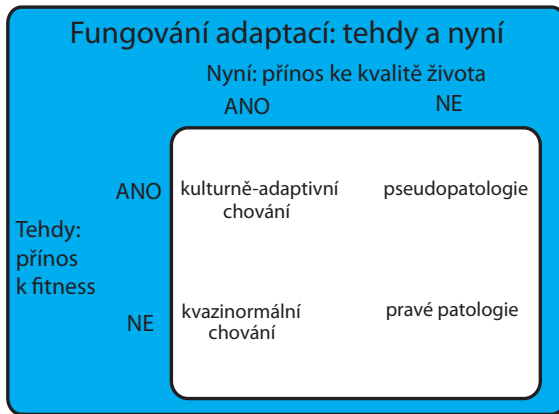 Fungování adaptací: tehdy a nyní
Nyní: přínos ke kvalitě života
ANO NE
ANO kulturně-adaptivní pseudopatologie
chování
Tehdy:
přínos
k fitness
NE kvazinormální pravé patologie
chování